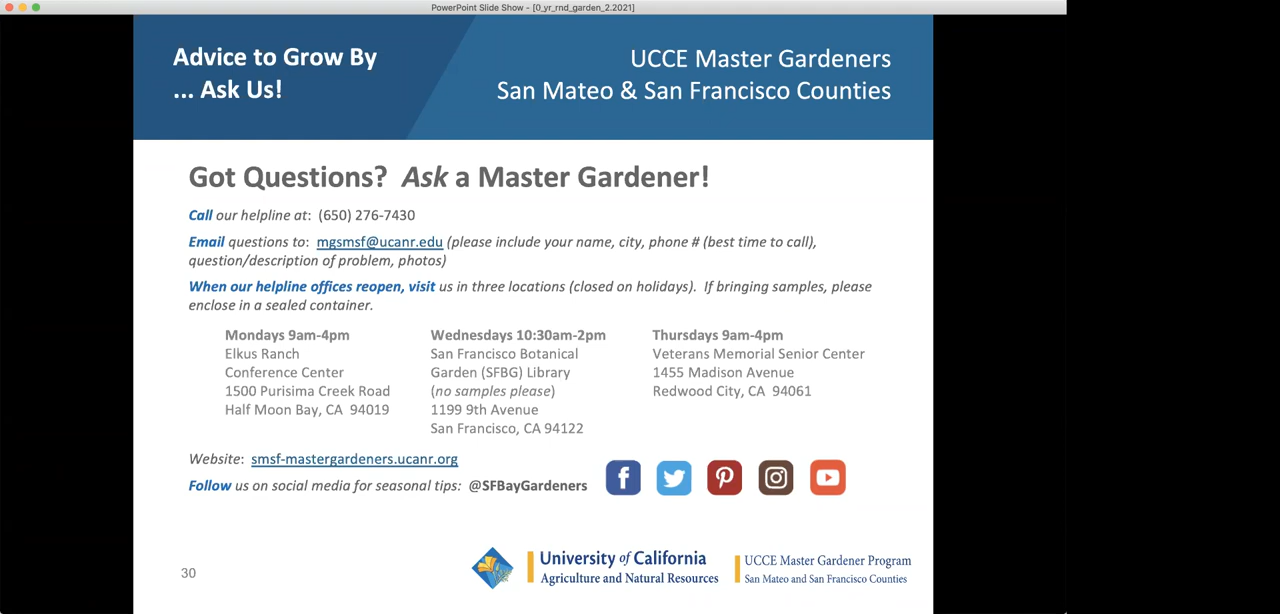 PowerPoint Slide Show - [0_yr_rnd_garden_2.2021]
Advice to Grow By
... Ask Us!
UCCE Master Gardeners
San Mateo & San Francisco Counties
Got Questions? Ask a Master Gardener!
Call our helpline at: (650) 276-7430
Email questions to: mgsmsf@ucanr.edu (please include your name, city, phone # (best time to call),
question/description of problem, photos)
When our helpline offices reopen, visit us in three locations (closed on holidays). If bringing samples, please
enclose in a sealed container.
Mondays 9am-4pm
Elkus Ranch
Conference Center
1500 Purisima Creek Road
Half Moon Bay, CA 94019
Wednesdays 10:30am-2pm
San Francisco Botanical
Garden (SFBG) Library
(no samples please)
1199 9th Avenue
San Francisco, CA 94122
Thursdays 9am-4pm
Veterans Memorial Senior Center
1455 Madison Avenue
Redwood City, CA 94061
Website: smsf-mastergardeners.ucanr.org
Follow us on social media for seasonal tips: @SFBayGardeners
30
University of California
Agriculture and Natural Resources
UCCE Master Gardener Program
San Mateo and San Francisco Counties